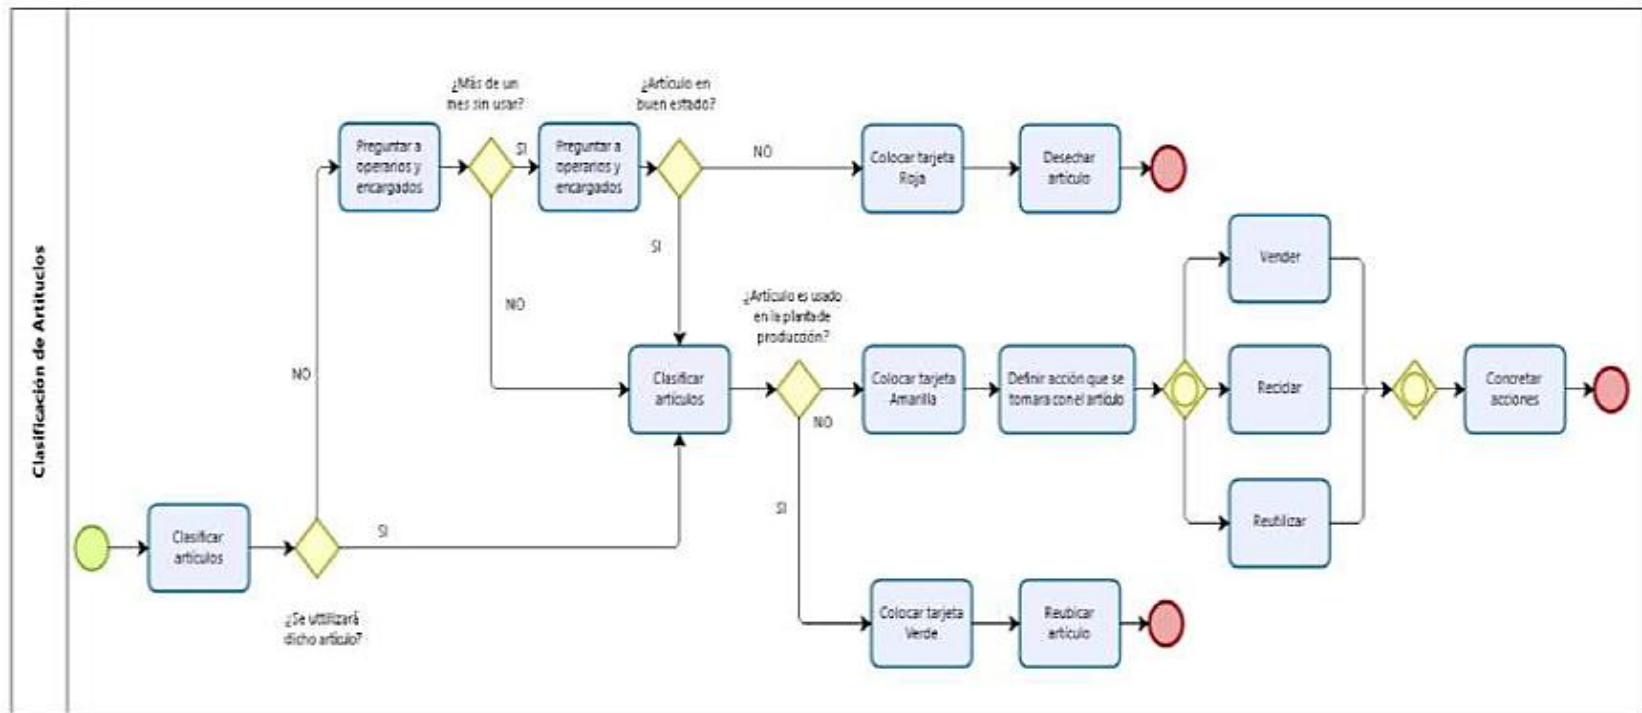 Clasificación de Artítuclos
Clasificar
artículos
¿Se uttilizará
dicho artículo?
NO
SI
Preguntar a
operarios y
encargados
¿Más de un
mes sin usar?
SI
NO
Preguntar a
operarios y
encargados
¿Artículo en
buen estado?
NO
SI
Colocar tarjeta
Roja
Desechar
artículo
Clasificar
artículos
¿Artículo es usado
en la planta de
producción?
NO
SI
Colocar tarjeta
Amarilla
Definir acción que se
tomara con el artículo
Vender
Reciclar
Reutilizar
Concretar
acciones
Colocar tarjeta
Verde
Reubicar
artículo